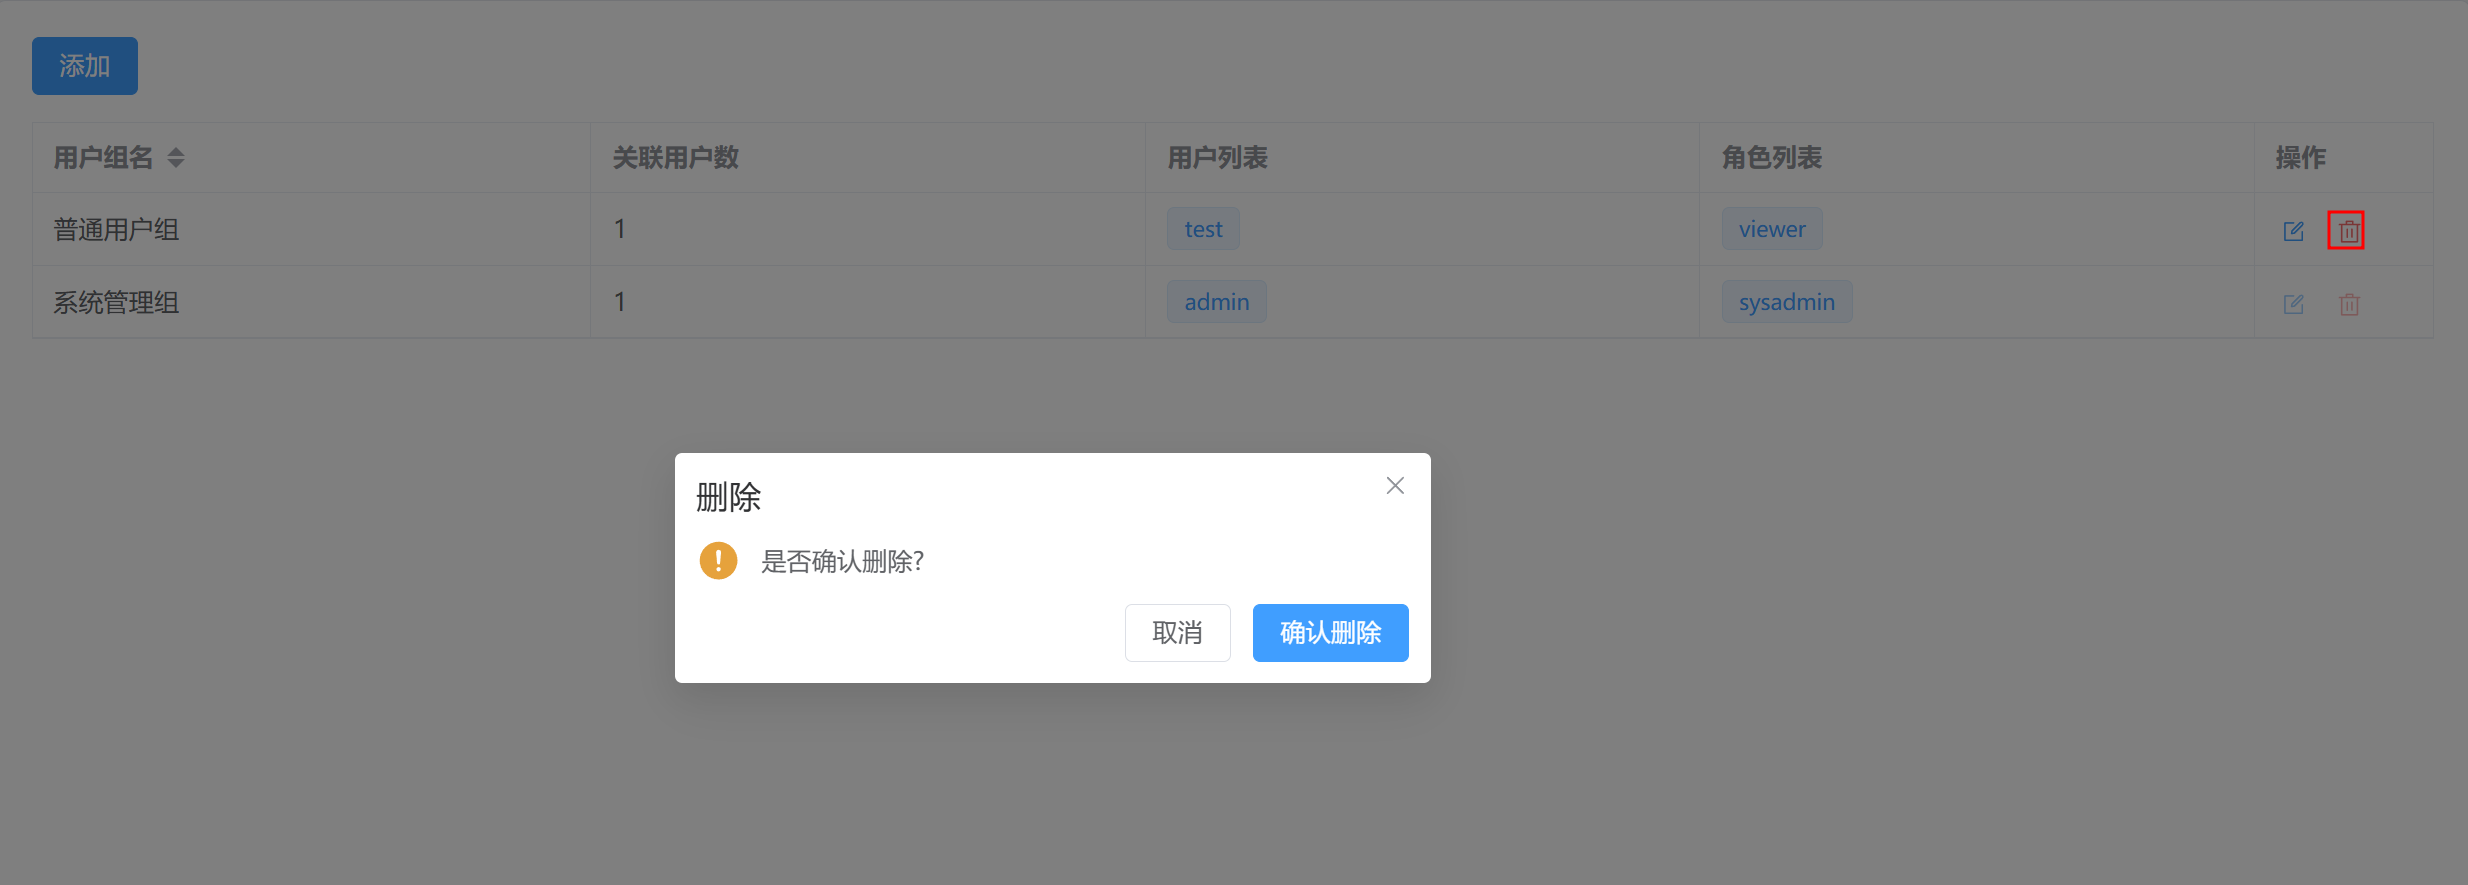 添加
用户组名 关联用户数 用户列表 角色列表 操作
普通用户组 1 test viewer
系统管理组 1 admin sysadmin
删除
是否确认删除?
取消 确认删除